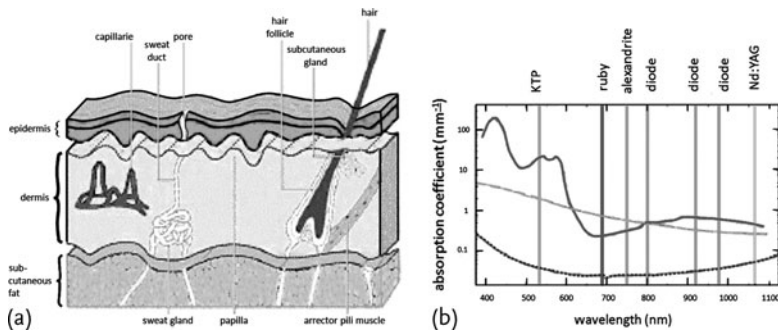 (a)
capillarie
sweat
duct
pore
hair
follicle
subcutaneous
gland
hair
epidermis
dermis
sub-
cutaneous
fat
sweat gland
papilla
arrector pili muscle
(b)
KTP
ruby
alexandrite
diode
diode
diode
Nd:YAG
absorption coefficient (mm⁻¹)
100
10
1
0.1
400 500 600 700 800 900 1000 1100
wavelength (nm)